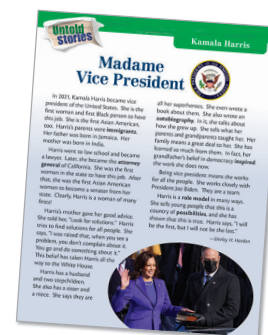 Untold
Stories
Kamala Harris
Madame
Vice President
In 2021, Kamala Harris became vice
president of the United States. She is the
first woman and first Black person to have
this job. She is the first Asian American,
too. Harris's parents were immigrants.
Her father was born in Jamaica. Her
mother was born in India.
Harris went to law school and became
a lawyer. Later, she became the attorney
general of California. She was the first
woman in the state to have this job. After
that, she was the first Asian American
woman to become a senator from her
state. Clearly, Harris is a woman of many
firsts!
Harris's mother gave her good advice.
She told her, "Look for solutions." Harris
tries to find solutions for all people. She
says, "I was raised that, when you see a
problem, you don't complain about it.
You go and do something about it."
This belief has taken Harris all the
way to the White House.
Harris has a husband
and two stepchildren.
She also has a sister and
a niece. She says they are
all her superheroes. She even wrote a
book about them. She also wrote an
autobiography. In it, she talks about
how she grew up. She tells what her
parents and grandparents taught her. Her
family means a great deal to her. She has
learned so much from them. In fact, her
grandfather's belief in democracy inspired
the work she does now.
Being vice president means she works
for all the people. She works closely with
President Joe Biden. They are a team.
Harris is a role model in many ways.
She tells young people that this is a
country of possibilities, and she has
shown that this is true. Harris says, "I will
be the first, but I will not be the last."
—Dailey H. Harden